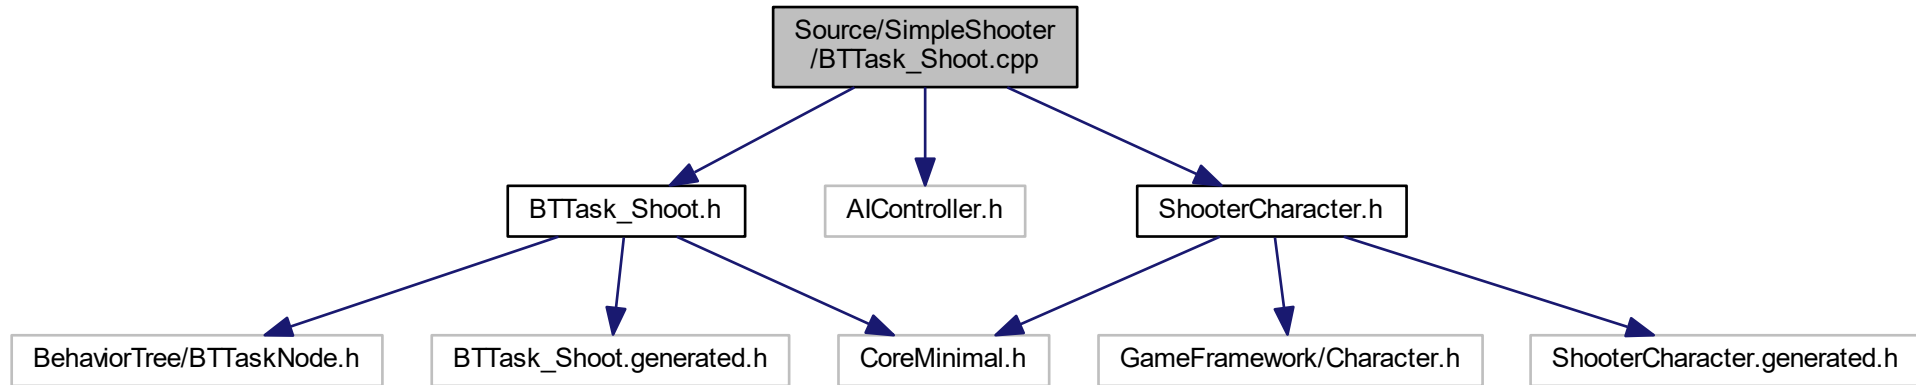 Source/SimpleShooter
/BTTask_Shoot.cpp
BTTask_Shoot.h
AIController.h
ShooterCharacter.h
BehaviorTree/BTTaskNode.h
BTTask_Shoot.generated.h
CoreMinimal.h
GameFramework/Character.h
ShooterCharacter.generated.h